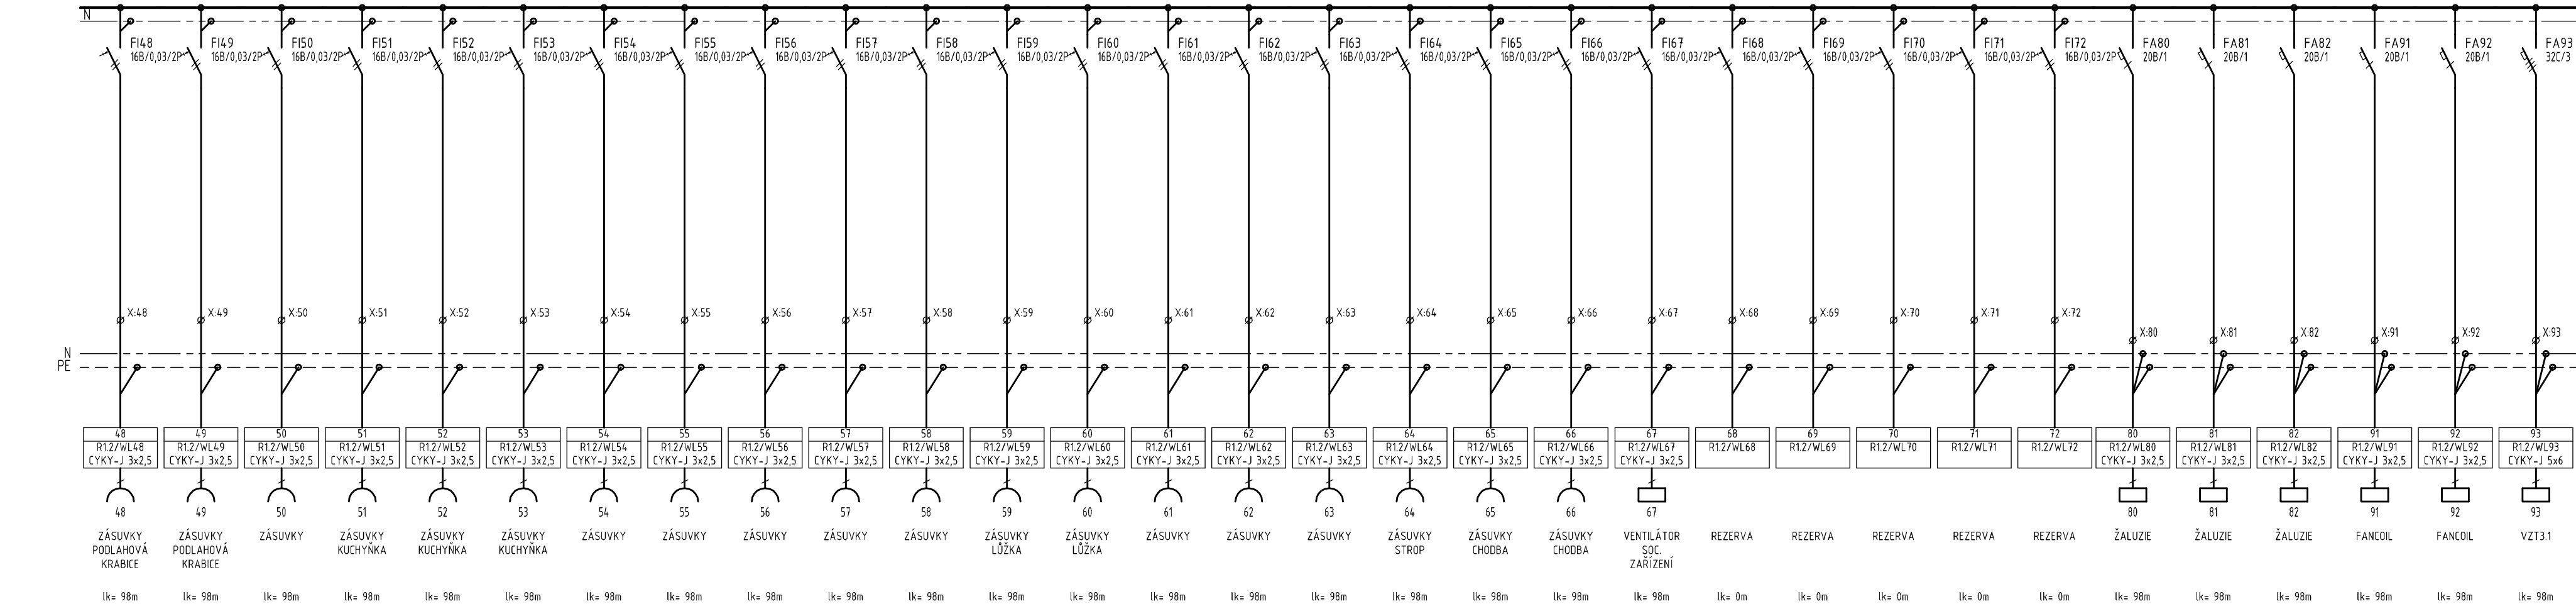 N
FI48 FI49 FI50 FI51 FI52 FI53 FI54 FI55 FI56 FI57 FI58 FI59 FI60 FI61 FI62 FI63 FI64 FI65 FI66 FI67 FI68 FI69 FI70 FI71 FI72 FA80 FA81 FA82 FA91 FA92 FA93
16B/0,03/2P 16B/0,03/2P 16B/0,03/2P 16B/0,03/2P 16B/0,03/2P 16B/0,03/2P 16B/0,03/2P 16B/0,03/2P 16B/0,03/2P 16B/0,03/2P 16B/0,03/2P 16B/0,03/2P 16B/0,03/2P 16B/0,03/2P 16B/0,03/2P 16B/0,03/2P 16B/0,03/2P 16B/0,03/2P 16B/0,03/2P 16B/0,03/2P 16B/0,03/2P 16B/0,03/2P 16B/0,03/2P 16B/0,03/2P 16B/0,03/2P 20B/1 20B/1 20B/1 20B/1 20B/1 32C/3
X:48 X:49 X:50 X:51 X:52 X:53 X:54 X:55 X:56 X:57 X:58 X:59 X:60 X:61 X:62 X:63 X:64 X:65 X:66 X:67 X:68 X:69 X:70 X:71 X:72
X:80 X:81 X:82 X:91 X:92 X:93
N
PE
48 49 50 51 52 53 54 55 56 57 58 59 60 61 62 63 64 65 66 67 68 69 70 71 72 80 81 82 91 92 93
R1.2/WL48 R1.2/WL49 R1.2/WL50 R1.2/WL51 R1.2/WL52 R1.2/WL53 R1.2/WL54 R1.2/WL55 R1.2/WL56 R1.2/WL57 R1.2/WL58 R1.2/WL59 R1.2/WL60 R1.2/WL61 R1.2/WL62 R1.2/WL63 R1.2/WL64 R1.2/WL65 R1.2/WL66 R1.2/WL67 R1.2/WL68 R1.2/WL69 R1.2/WL70 R1.2/WL71 R1.2/WL72 R1.2/WL80 R1.2/WL81 R1.2/WL82 R1.2/WL91 R1.2/WL92 R1.2/WL93
CYKY-J 3x2,5 CYKY-J 3x2,5 CYKY-J 3x2,5 CYKY-J 3x2,5 CYKY-J 3x2,5 CYKY-J 3x2,5 CYKY-J 3x2,5 CYKY-J 3x2,5 CYKY-J 3x2,5 CYKY-J 3x2,5 CYKY-J 3x2,5 CYKY-J 3x2,5 CYKY-J 3x2,5 CYKY-J 3x2,5 CYKY-J 3x2,5 CYKY-J 3x2,5 CYKY-J 3x2,5 CYKY-J 3x2,5 CYKY-J 3x2,5 CYKY-J 3x2,5 CYKY-J 3x2,5 CYKY-J 3x2,5 CYKY-J 3x2,5 CYKY-J 3x2,5 CYKY-J 3x2,5 CYKY-J 5x6
48 49 50 51 52 53 54 55 56 57 58 59 60 61 62 63 64 65 66 67 80 81 82 91 92 93
ZÁSUVKY ZÁSUVKY ZÁSUVKY ZÁSUVKY ZÁSUVKY ZÁSUVKY ZÁSUVKY ZÁSUVKY ZÁSUVKY ZÁSUVKY ZÁSUVKY ZÁSUVKY ZÁSUVKY ZÁSUVKY ZÁSUVKY ZÁSUVKY ZÁSUVKY ZÁSUVKY ZÁSUVKY VENTILÁTOR REZERVA REZERVA REZERVA REZERVA REZERVA ŽALUZIE ŽALUZIE ŽALUZIE FANCOIL FANCOIL VZT3.1
PODLAHOVÁ PODLAHOVÁ KUCHYŇKA KUCHYŇKA KUCHYŇKA LŮŽKA LŮŽKA STROP CHODBA CHODBA SOC.
KRABICE KRABICE ZAŘÍZENÍ
lk= 98m lk= 98m lk= 98m lk= 98m lk= 98m lk= 98m lk= 98m lk= 98m lk= 98m lk= 98m lk= 98m lk= 98m lk= 98m lk= 98m lk= 98m lk= 98m lk= 98m lk= 98m lk= 98m lk= 98m lk= 0m lk= 0m lk= 0m lk= 0m lk= 0m lk= 98m lk= 98m lk= 98m lk= 98m lk= 98m lk= 98m